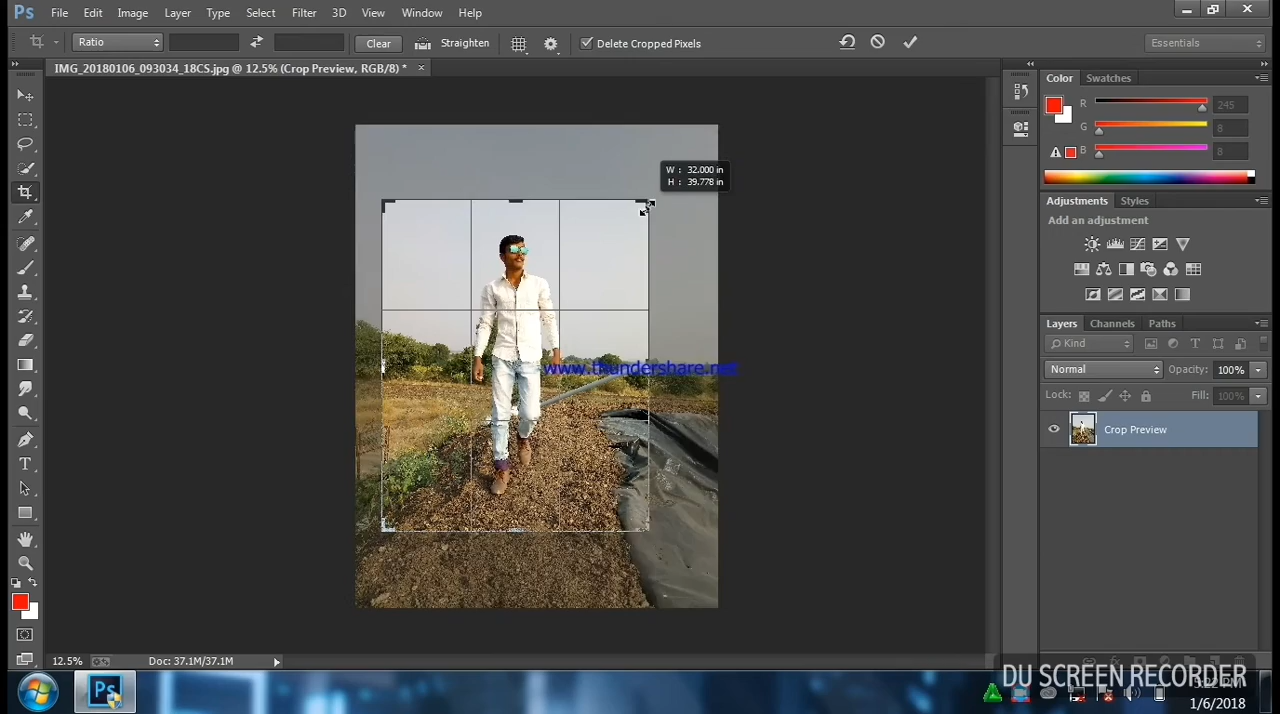 Ps File Edit Image Layer Type Select Filter 3D View Window Help
Ratio Clear Straighten Delete Cropped Pixels Essentials
IMG_20180106_093034_18CS.jpg @ 12.5% (Crop Preview, RGB/8) * ×
Color Swatches
R 245
G 8
B 8
W : 32.000 in
H : 39.778 in
Adjustments Styles
Add an adjustment
Layers Channels Paths
Kind
Normal Opacity: 100%
Lock: Fill: 100%
Crop Preview
www.thundershare.net
12.5% Doc: 37.1M/37.1M
DU SCREEN RECORDER
Ps
1/6/2018